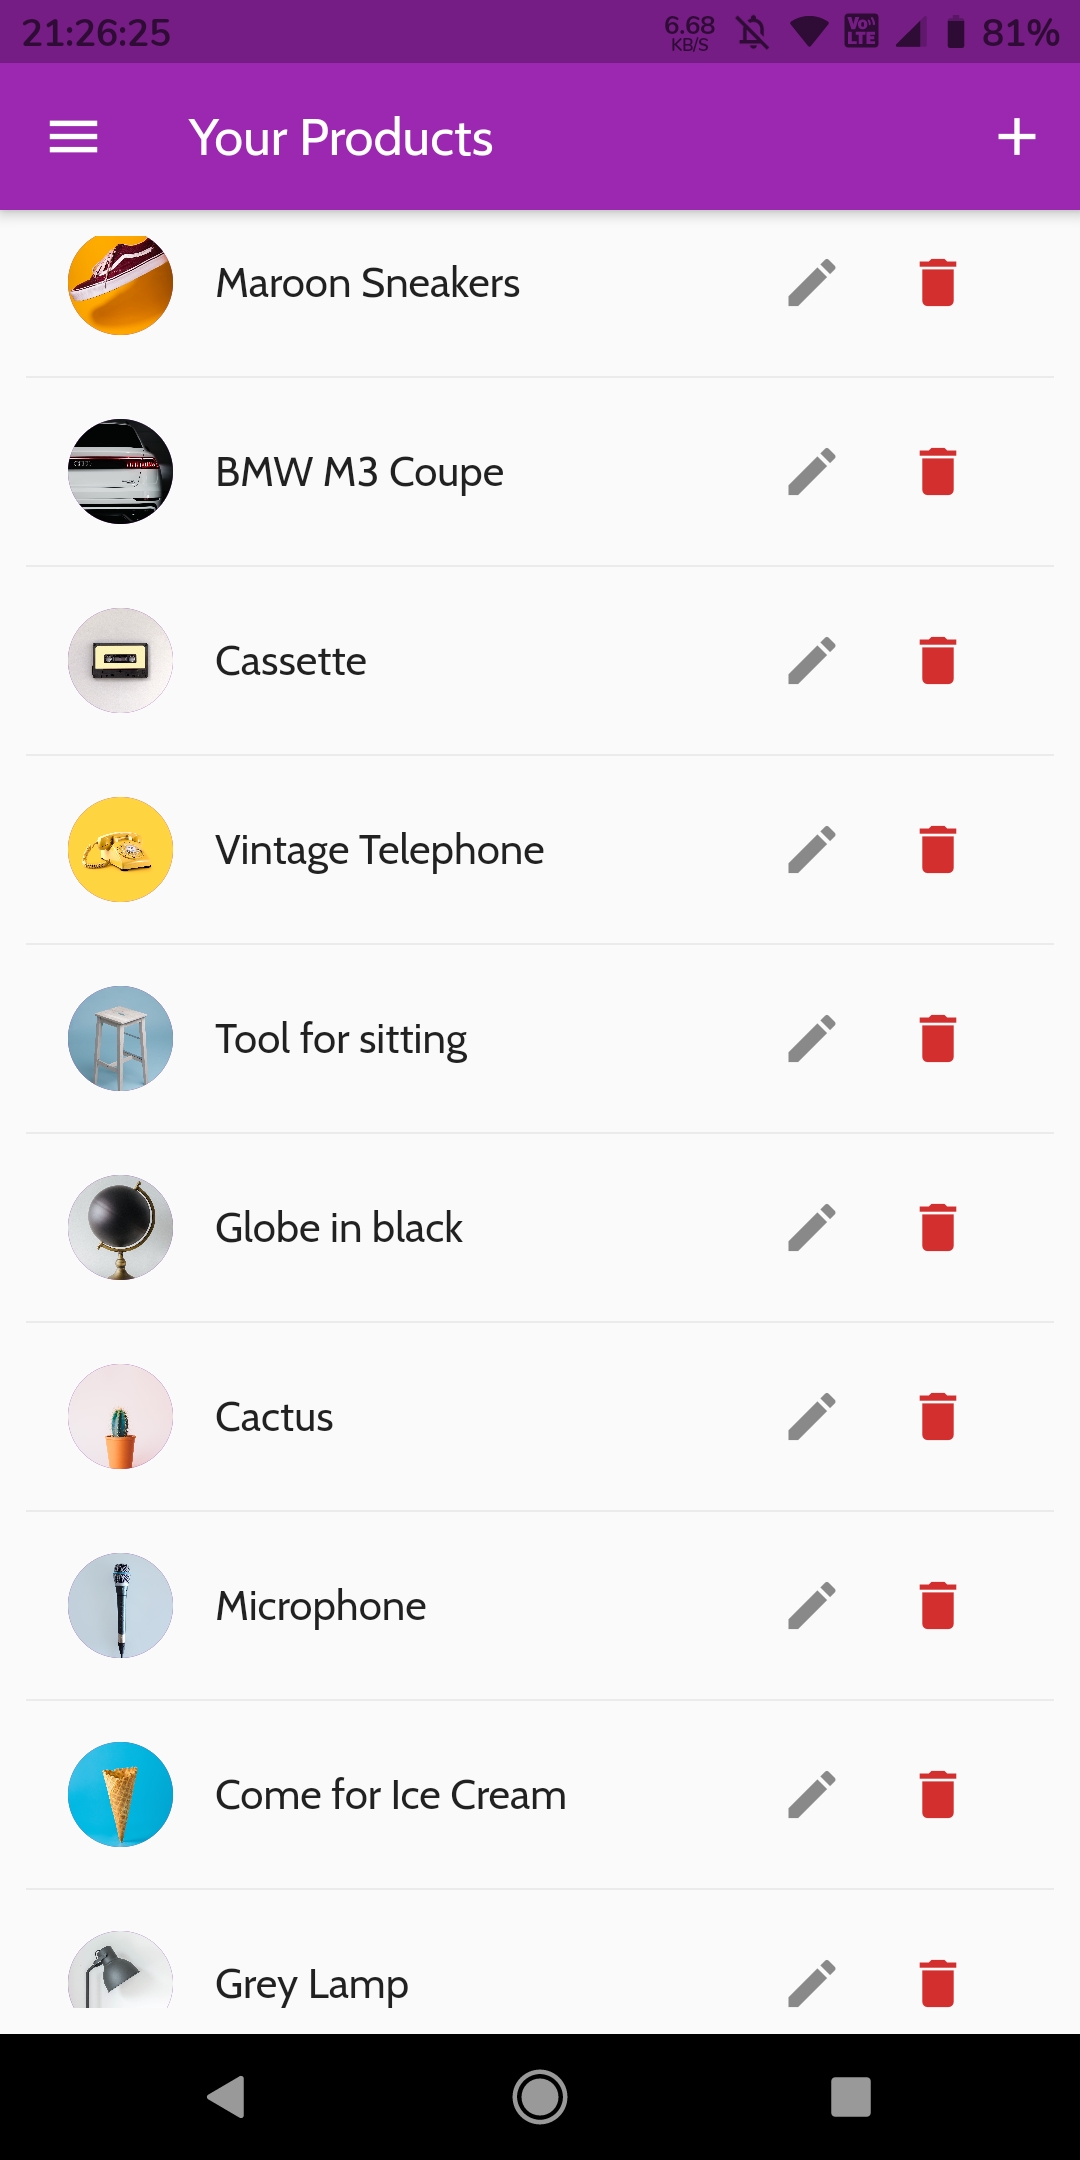 21:26:25 6.68 KB/S Vo LTE 81%
Your Products
Maroon Sneakers
BMW M3 Coupe
Cassette
Vintage Telephone
Tool for sitting
Globe in black
Cactus
Microphone
Come for Ice Cream
Grey Lamp